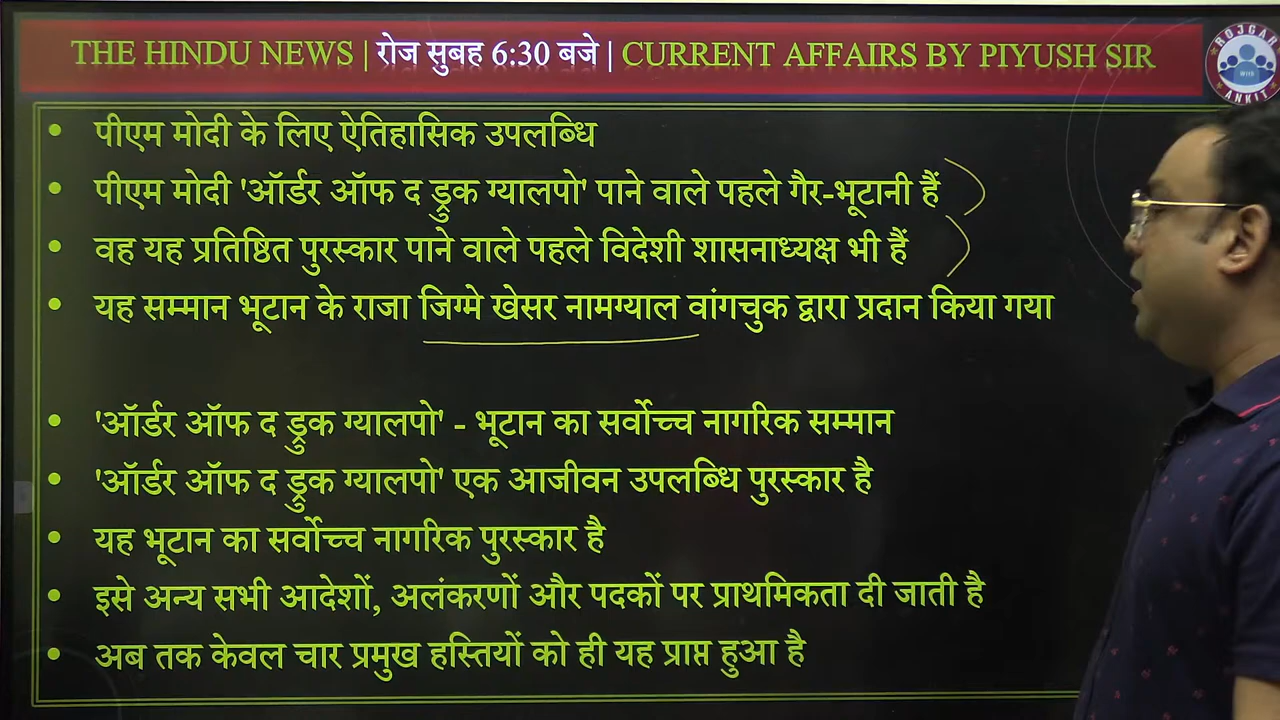 THE HINDU NEWS | रोज सुबह 6:30 बजे | CURRENT AFFAIRS BY PIYUSH SIR
ROJGAR
WITH
ANKIT
• पीएम मोदी के लिए ऐतिहासिक उपलब्धि
• पीएम मोदी 'ऑर्डर ऑफ द ड्रुक ग्यालपो' पाने वाले पहले गैर-भूटानी हैं
• वह यह प्रतिष्ठित पुरस्कार पाने वाले पहले विदेशी शासनाध्यक्ष भी हैं
• यह सम्मान भूटान के राजा जिग्मे खेसर नामग्याल वांगचुक द्वारा प्रदान किया गया
• 'ऑर्डर ऑफ द ड्रुक ग्यालपो' - भूटान का सर्वोच्च नागरिक सम्मान
• 'ऑर्डर ऑफ द ड्रुक ग्यालपो' एक आजीवन उपलब्धि पुरस्कार है
• यह भूटान का सर्वोच्च नागरिक पुरस्कार है
• इसे अन्य सभी आदेशों, अलंकरणों और पदकों पर प्राथमिकता दी जाती है
• अब तक केवल चार प्रमुख हस्तियों को ही यह प्राप्त हुआ है